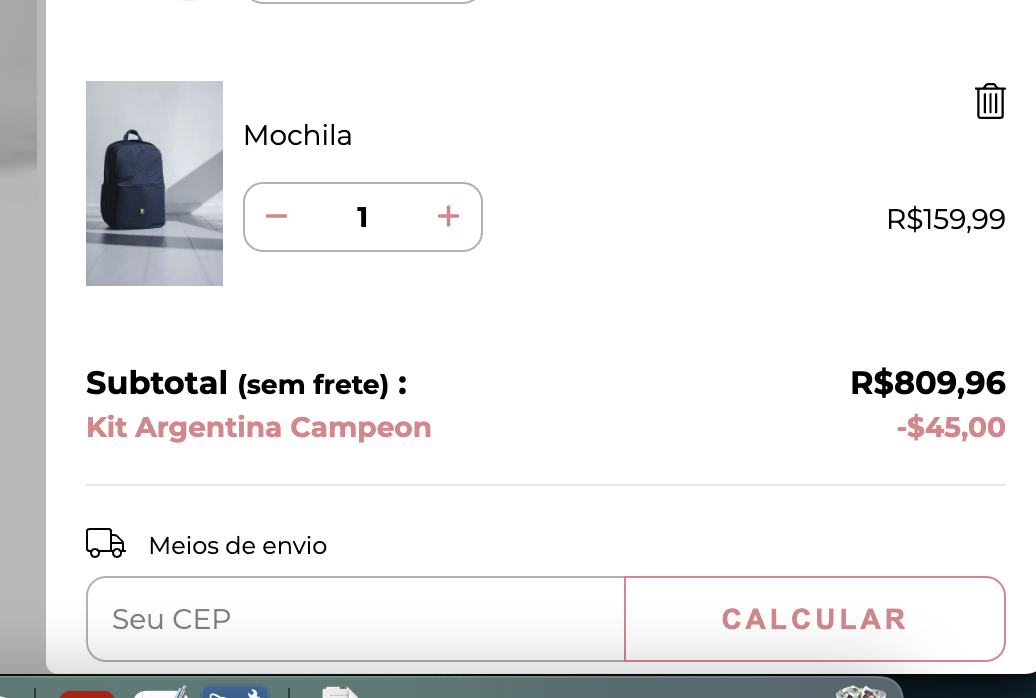 Mochila
− 1 +
R$159,99
Subtotal (sem frete) : R$809,96
Kit Argentina Campeon -$45,00
Meios de envio
Seu CEP CALCULAR